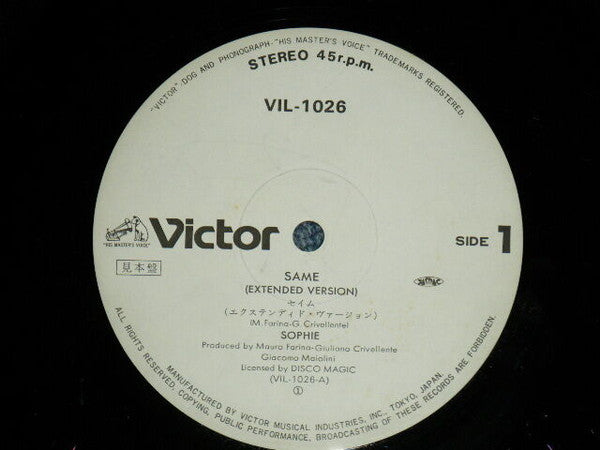 "VICTOR"-DOG AND PHONOGRAPH-"HIS MASTER'S VOICE" TRADEMARKS REGISTERED.
STEREO 45r.p.m.
VIL-1026
"HIS MASTER'S VOICE"
Victor
SIDE 1
見本盤
SAME
(EXTENDED VERSION)
セイム
(エクステンディド・ヴァージョン)
(M. Farina-G. Crivellente)
SOPHIE
Produced by Mauro Farina-Giuliano Crivellente
Giacomo Maiolini
Licensed by DISCO MAGIC
(VIL-1026-A)
①
MANUFACTURED BY VICTOR MUSICAL INDUSTRIES, INC., TOKYO, JAPAN.
ALL RIGHTS RESERVED, COPYING, PUBLIC PERFORMANCE, BROADCASTING OF THESE RECORDS ARE FORBIDDEN.